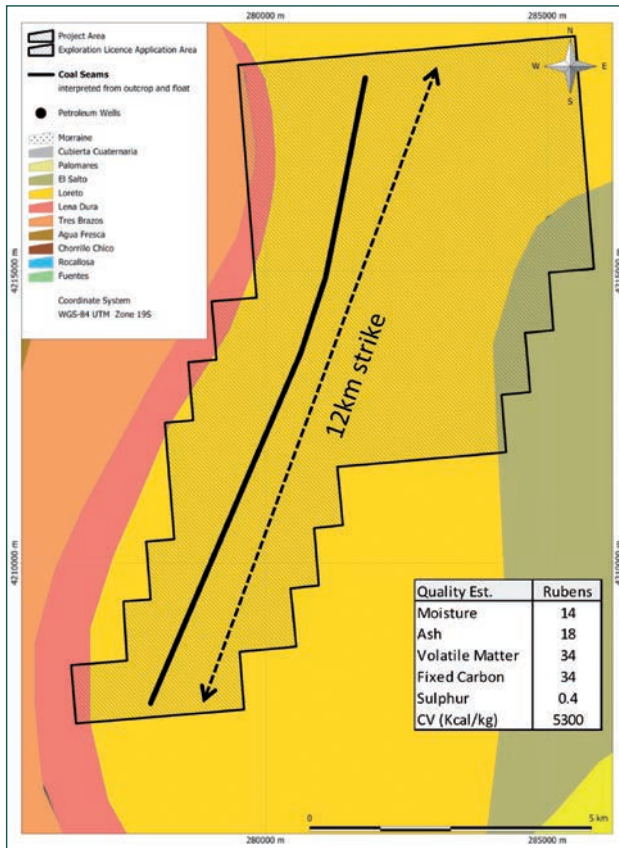 280000 m
285000 m
Project Area
Exploration Licence Application Area
Coal Seams
interpreted from outcrop and float
Petroleum Wells
Morraine
Cubierta Cuaternaria
Palomares
El Salto
Loreto
Lena Dura
Tres Brazos
Agua Fresca
Chorrillo Chico
Rocallosa
Fuentes
Coordinate System
WGS-84 UTM Zone 19S
N
W
E
S
4215000 m
4215000 m
12km strike
4210000 m
4210000 m
Quality Est. Rubens
Moisture 14
Ash 18
Volatile Matter 34
Fixed Carbon 34
Sulphur 0.4
CV (Kcal/kg) 5300
0
5 km
280000 m
285000 m